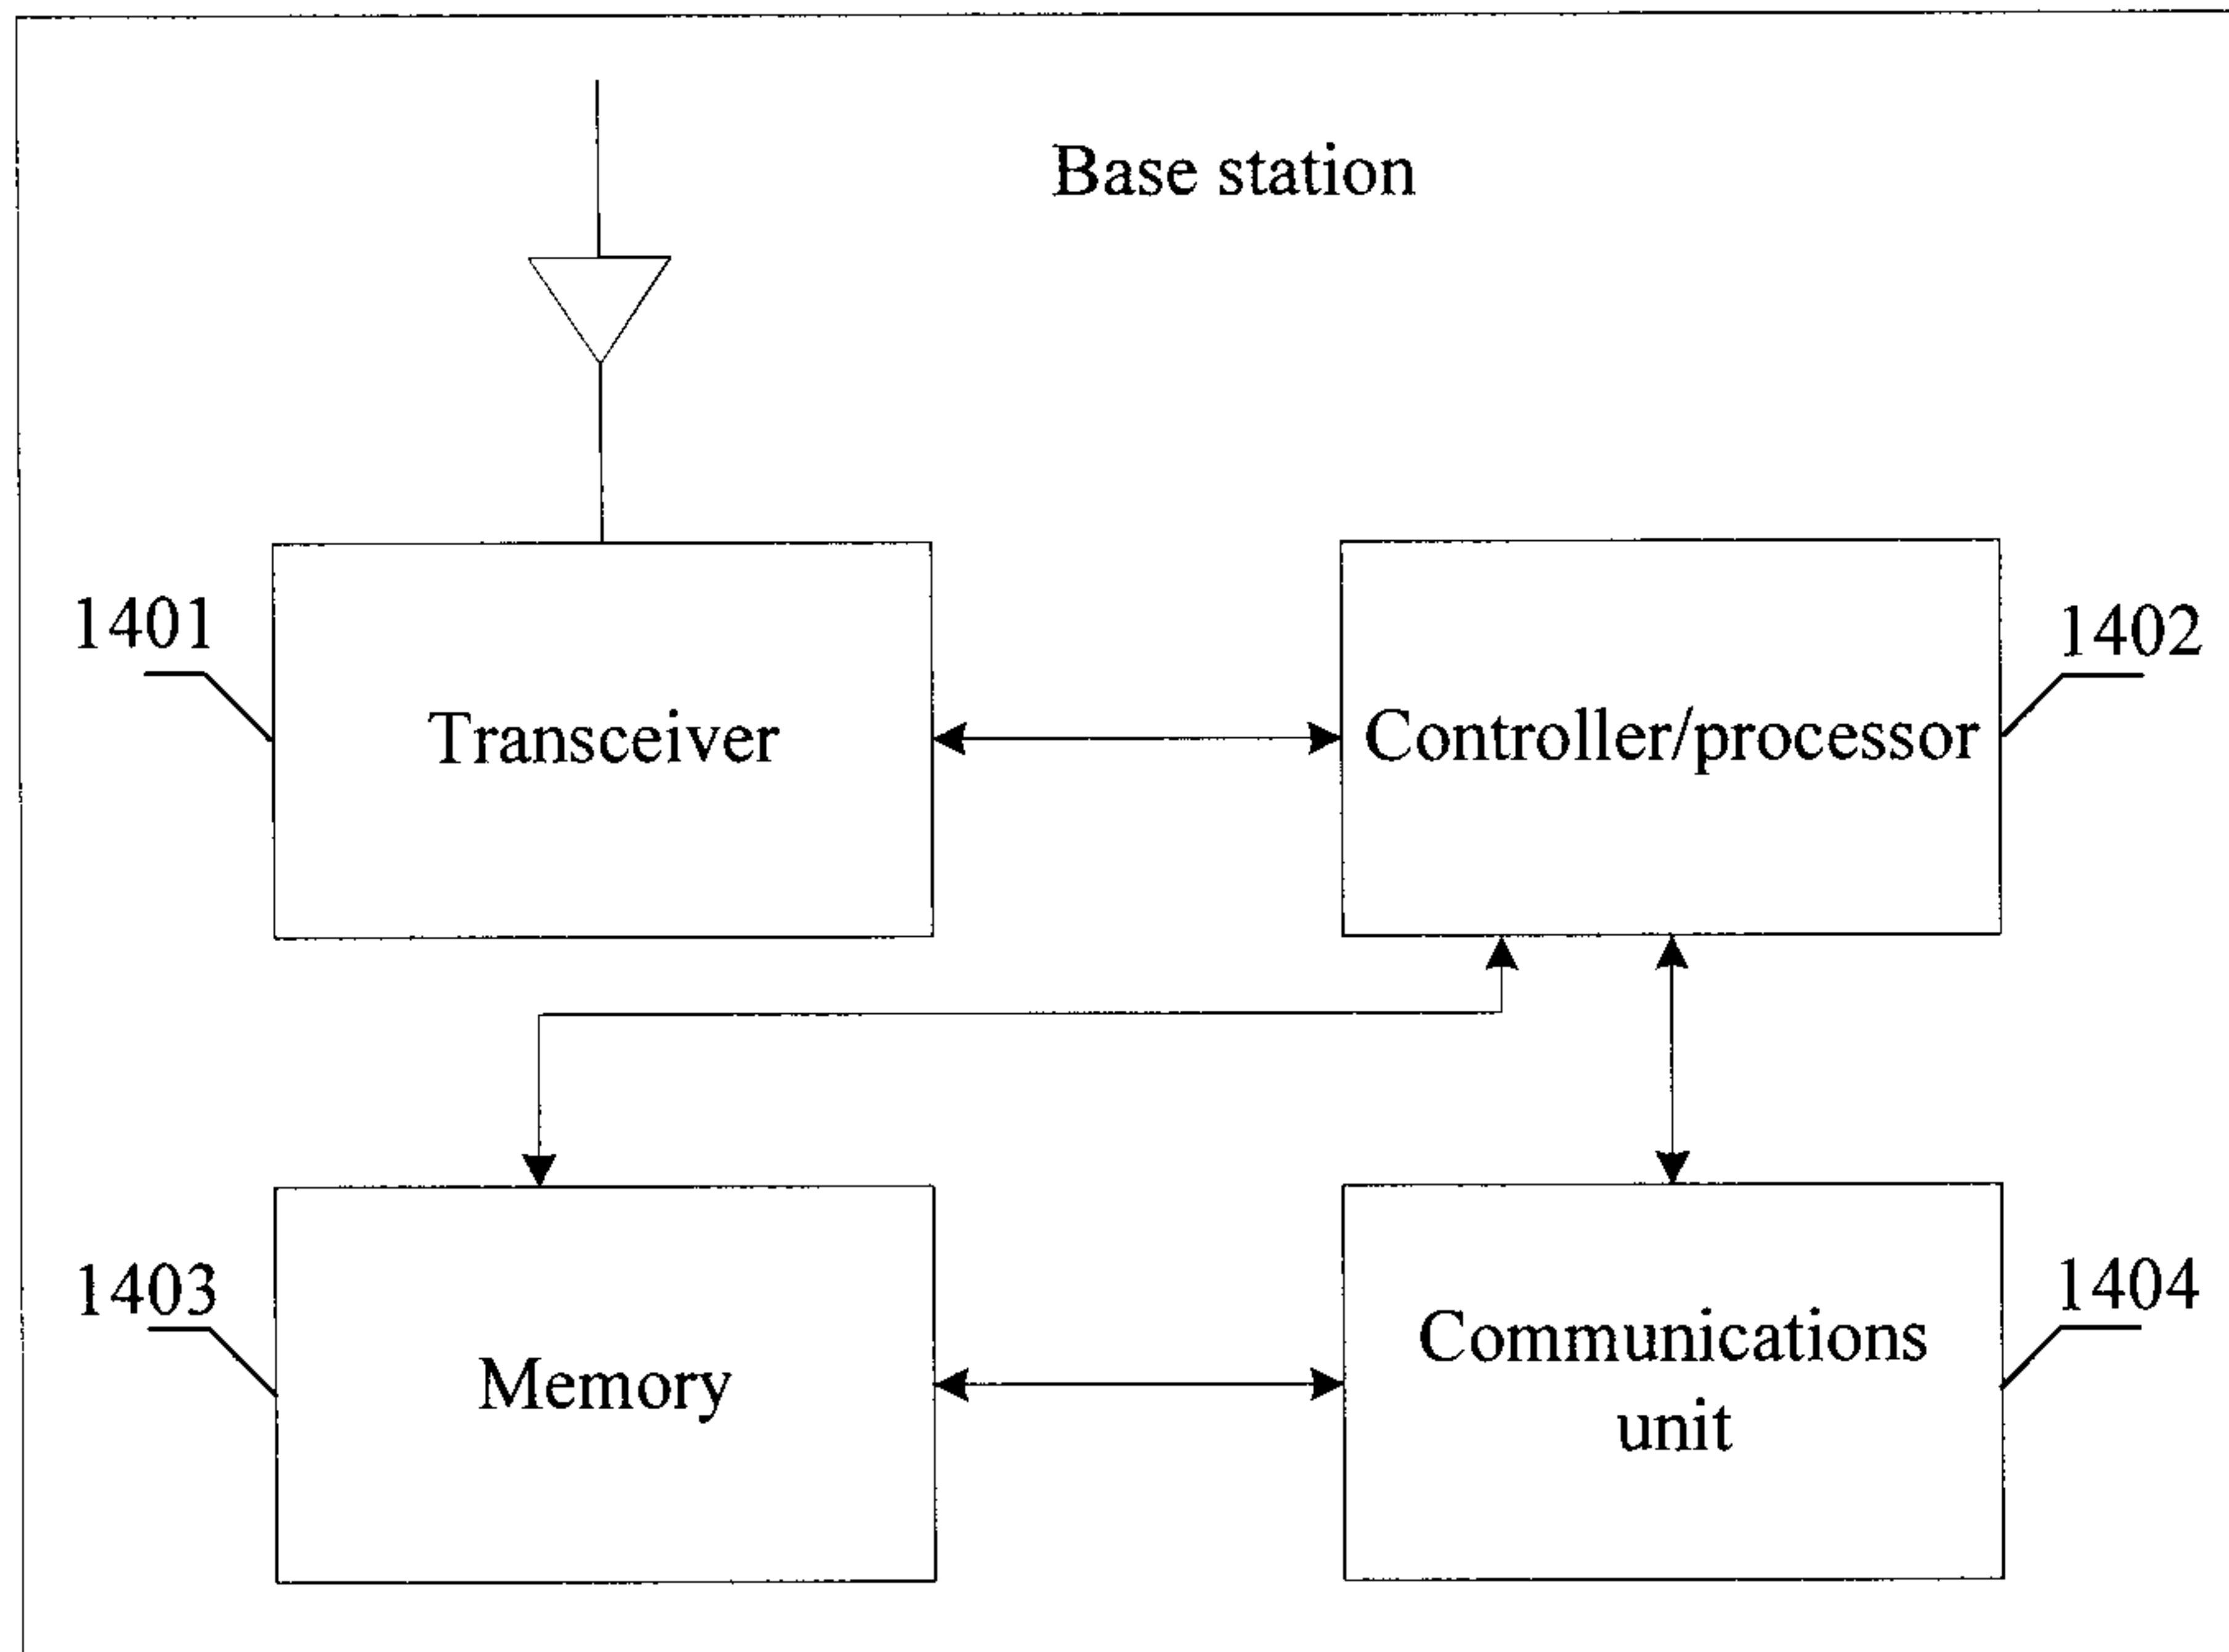 Base station
1401
1402
Transceiver
Controller/processor
1403
1404
Memory
Communications
unit